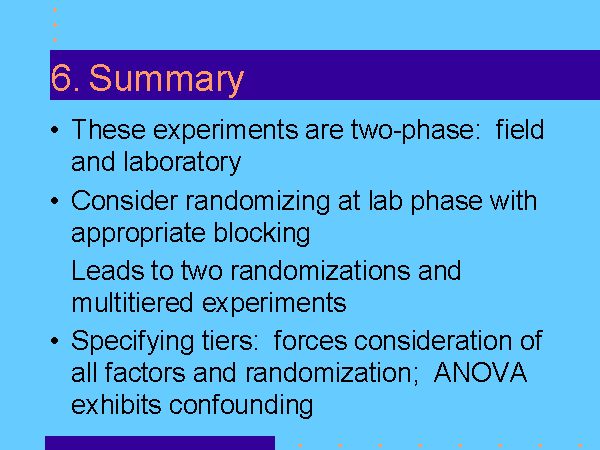 6. Summary
• These experiments are two-phase:  field
and laboratory
• Consider randomizing at lab phase with
appropriate blocking
Leads to two randomizations and
multitiered experiments
• Specifying tiers:  forces consideration of
all factors and randomization;  ANOVA
exhibits confounding